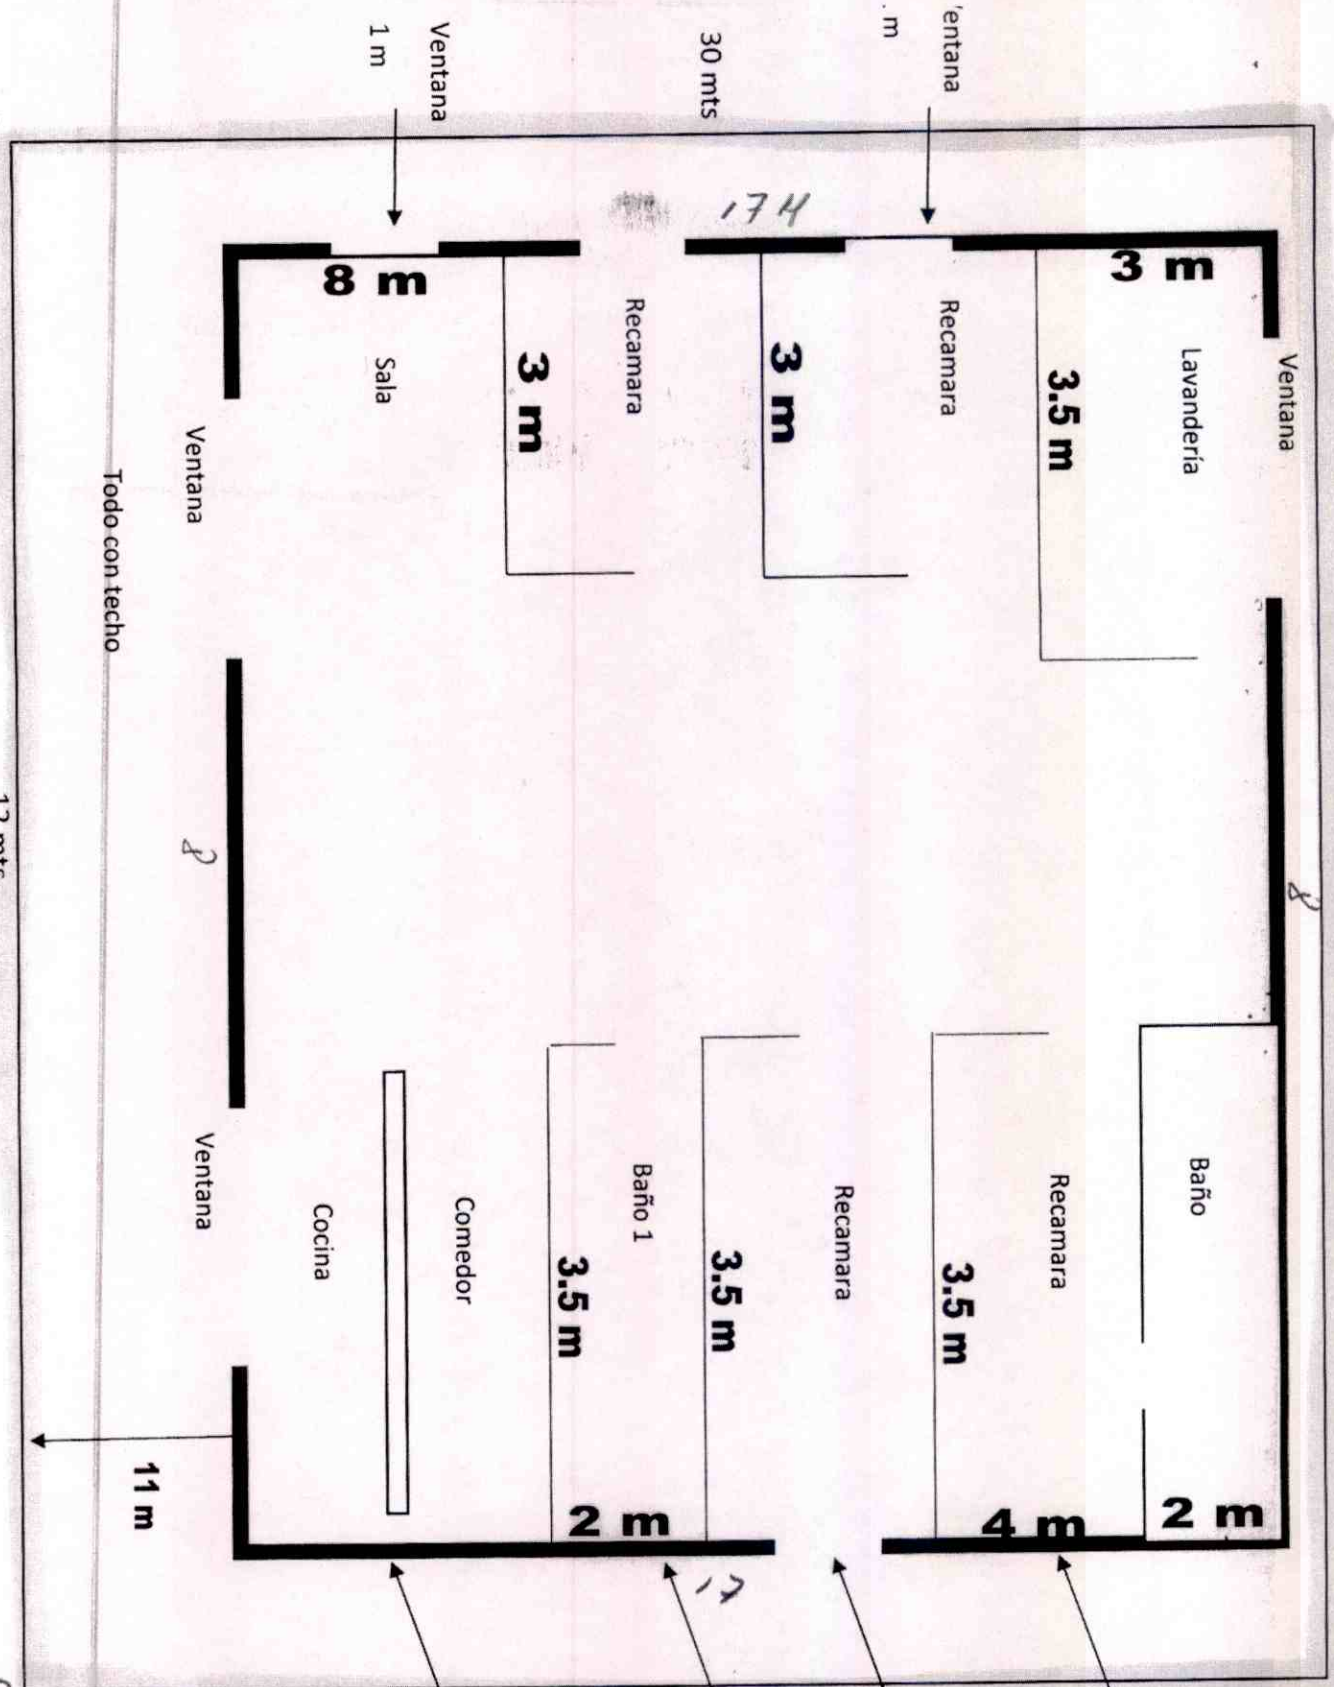 8
Ventana
Lavandería
Baño
3 m
2 m
3.5 m
Recamara
4 m
'entana
Recamara
3.5 m
. m
Recamara
3 m
3.5 m
17
30 mts
Recamara
Baño 1
2 m
3.5 m
3 m
Comedor
Ventana
1 m
8 m
Sala
Cocina
Ventana
8
Ventana
11 m
Todo con techo